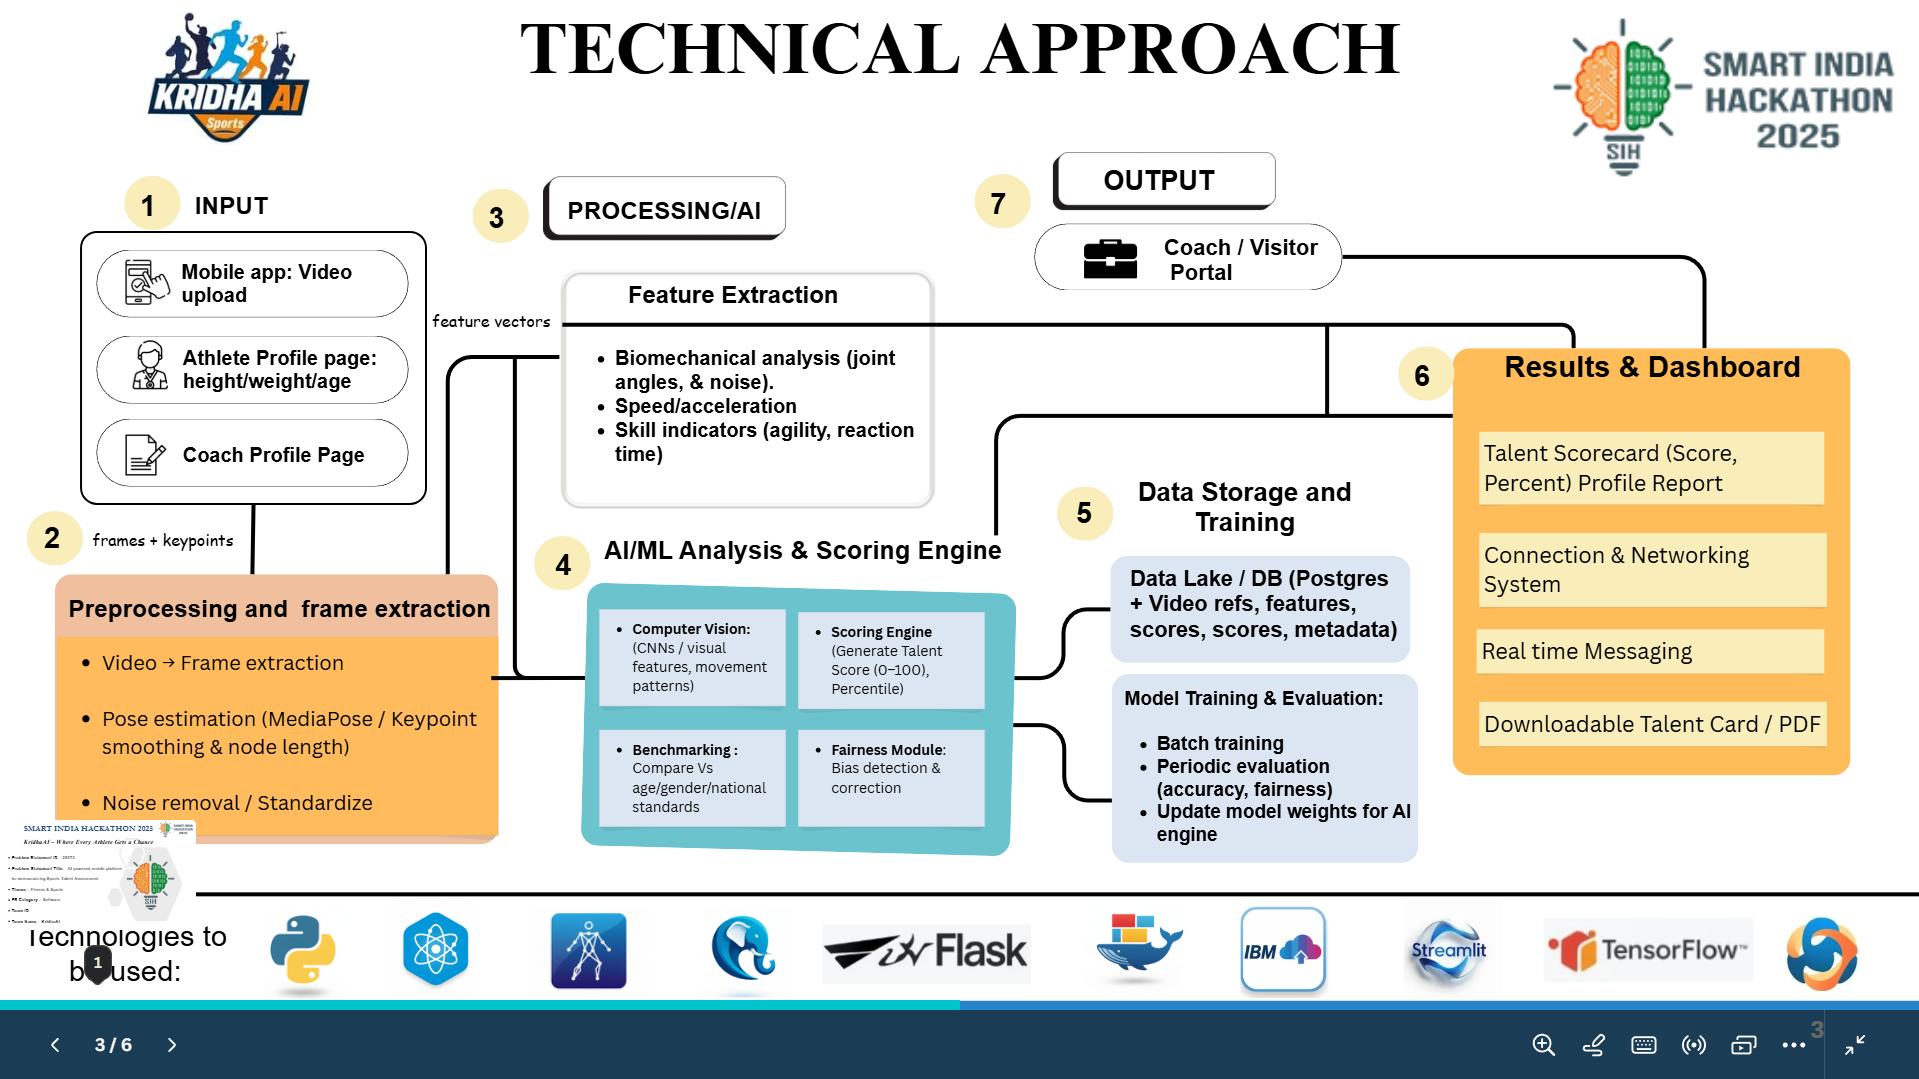 TECHNICAL APPROACH
KRIDHA AI
Sports
SMART INDIA
HACKATHON
2025
SIH
1
INPUT
Mobile app: Video
upload
Athlete Profile page:
height/weight/age
Coach Profile Page
2
frames + keypoints
Preprocessing and frame extraction
• Video → Frame extraction
• Pose estimation (MediaPose / Keypoint
smoothing & node length)
• Noise removal / Standardize
3
PROCESSING/AI
feature vectors
Feature Extraction
• Biomechanical analysis (joint
angles, & noise).
• Speed/acceleration
• Skill indicators (agility, reaction
time)
4
AI/ML Analysis & Scoring Engine
• Computer Vision:
(CNNs / visual
features, movement
patterns)
• Scoring Engine
(Generate Talent
Score (0–100),
Percentile)
• Benchmarking :
Compare Vs
age/gender/national
standards
• Fairness Module:
Bias detection &
correction
5
Data Storage and
Training
Data Lake / DB (Postgres
+ Video refs, features,
scores, scores, metadata)
Model Training & Evaluation:
• Batch training
• Periodic evaluation
(accuracy, fairness)
• Update model weights for AI
engine
7
OUTPUT
Coach / Visitor
Portal
6
Results & Dashboard
Talent Scorecard (Score,
Percent) Profile Report
Connection & Networking
System
Real time Messaging
Downloadable Talent Card / PDF
SMART INDIA HACKATHON 2025
KridhaAI – Where Every Athlete Gets a Chance
SIH
Technologies to
used:
1
Flask
IBM
Streamlit
TensorFlow™
3 / 6
3